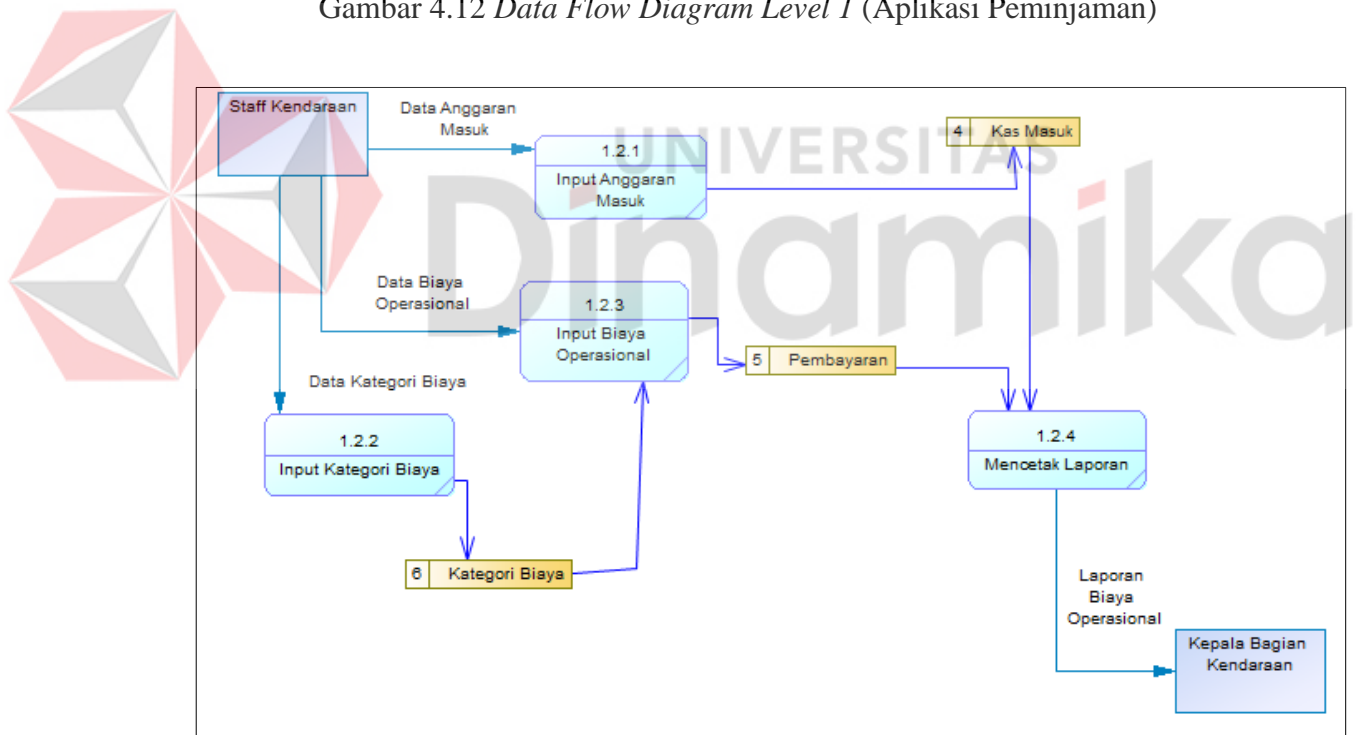 Gambar 4.12 Data Flow Diagram Level 1 (Aplikasi Peminjaman)
UNIVERSITAS
Dinamika
Staff Kendaraan
Data Anggaran
Masuk
1.2.1
Input Anggaran
Masuk
4 Kas Masuk
Data Biaya
Operasional
1.2.3
Input Biaya
Operasional
5 Pembayaran
Data Kategori Biaya
1.2.2
Input Kategori Biaya
1.2.4
Mencetak Laporan
6 Kategori Biaya
Laporan
Biaya
Operasional
Kepala Bagian
Kendaraan